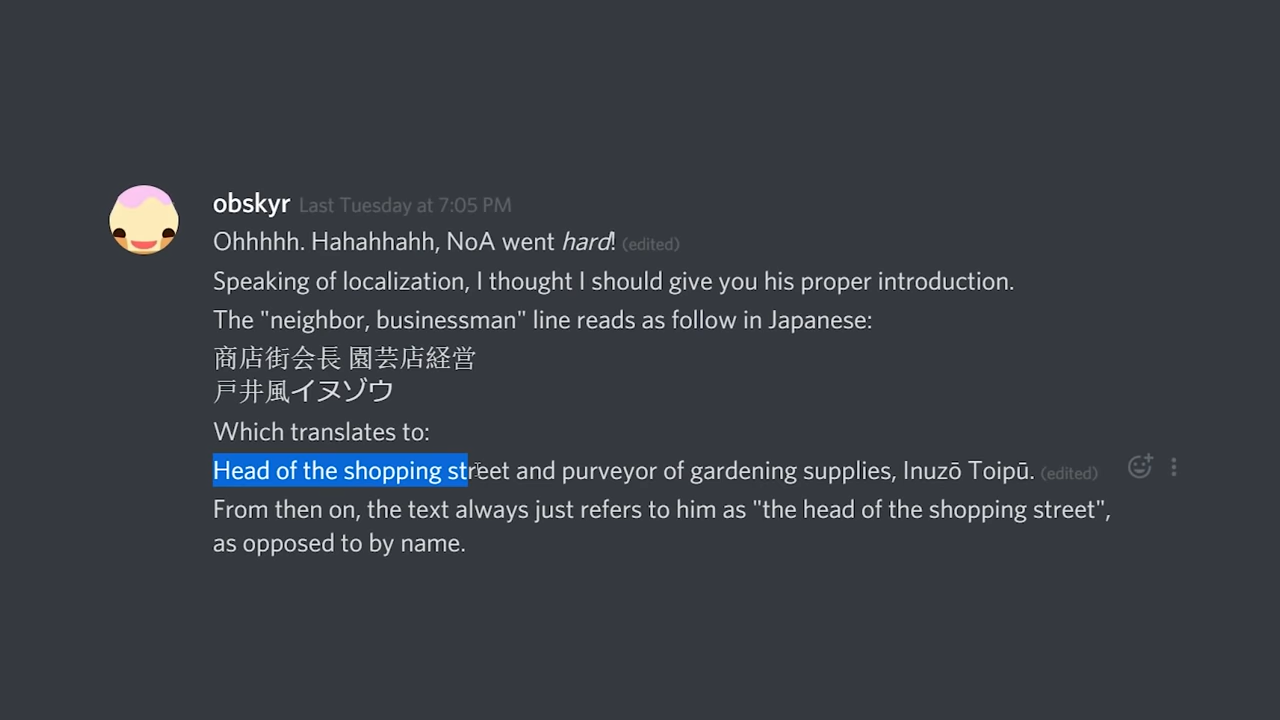 obskyr Last Tuesday at 7:05 PM
Ohhhhh. Hahahhahh, NoA went hard! (edited)
Speaking of localization, I thought I should give you his proper introduction.
The "neighbor, businessman" line reads as follow in Japanese:
商店街会長 園芸店経営
戸井風イヌゾウ
Which translates to:
Head of the shopping street and purveyor of gardening supplies, Inuzō Toipū. (edited)
From then on, the text always just refers to him as "the head of the shopping street",
as opposed to by name.